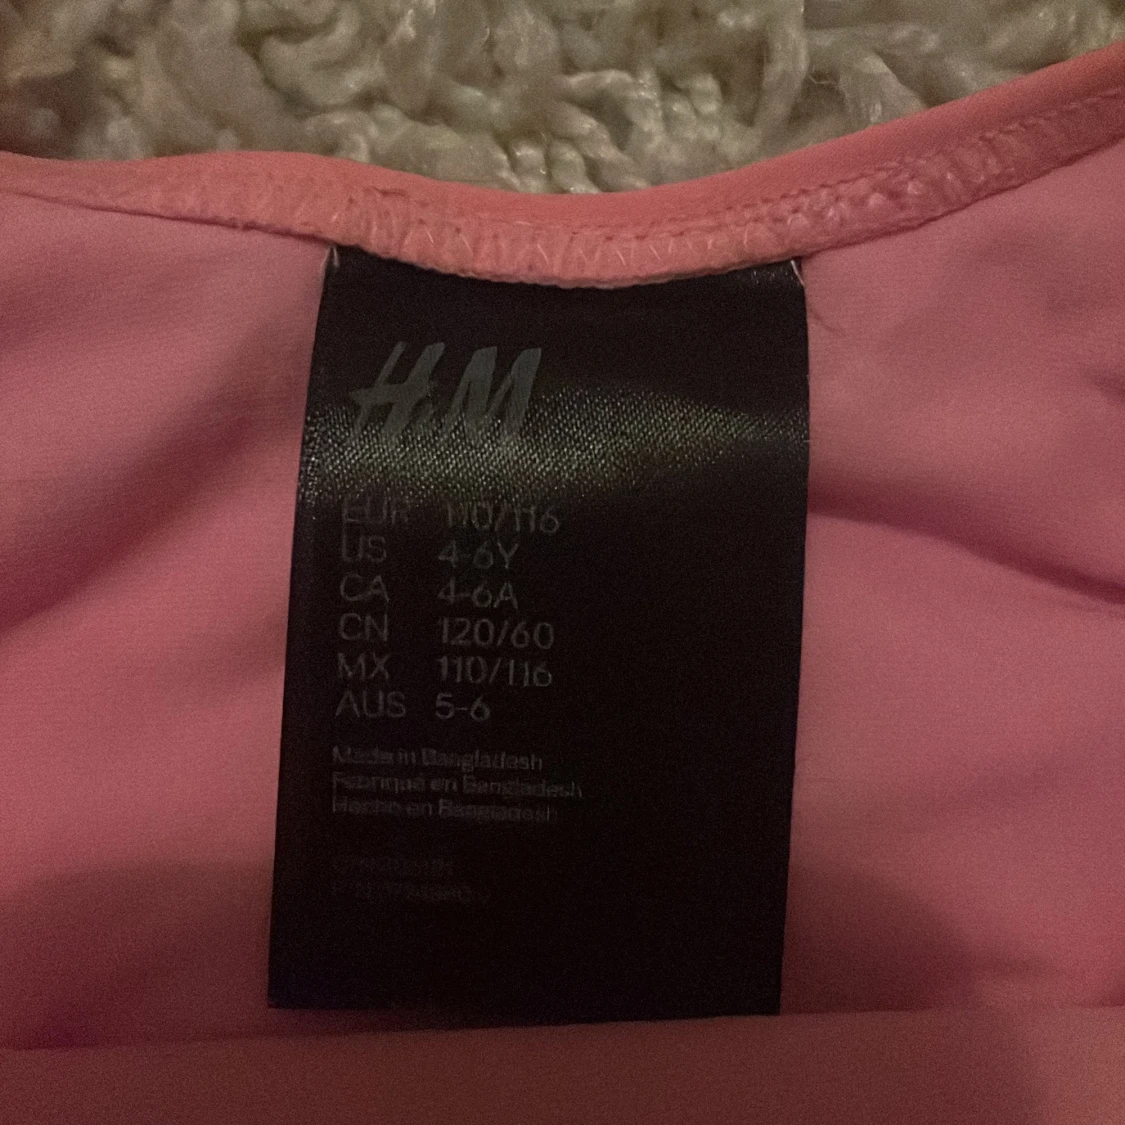 H&M
EUR 110/116
US 4-6Y
CA 4-6A
CN 120/60
MX 110/116
AUS 5-6
Made in Bangladesh
Fabriqué en Bangladesh
Hecho en Bangladesh